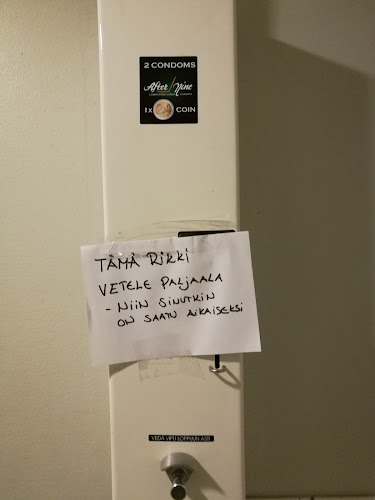 2 CONDOMS
After Nine
1x 2€ COIN
TÄMÄ RIKKI
VETELE PALJAALA
- NIIN SINUTKIN
ON SAATU AIKAISEKSI
VEDÄ VIPU LOPPUUN ASTI